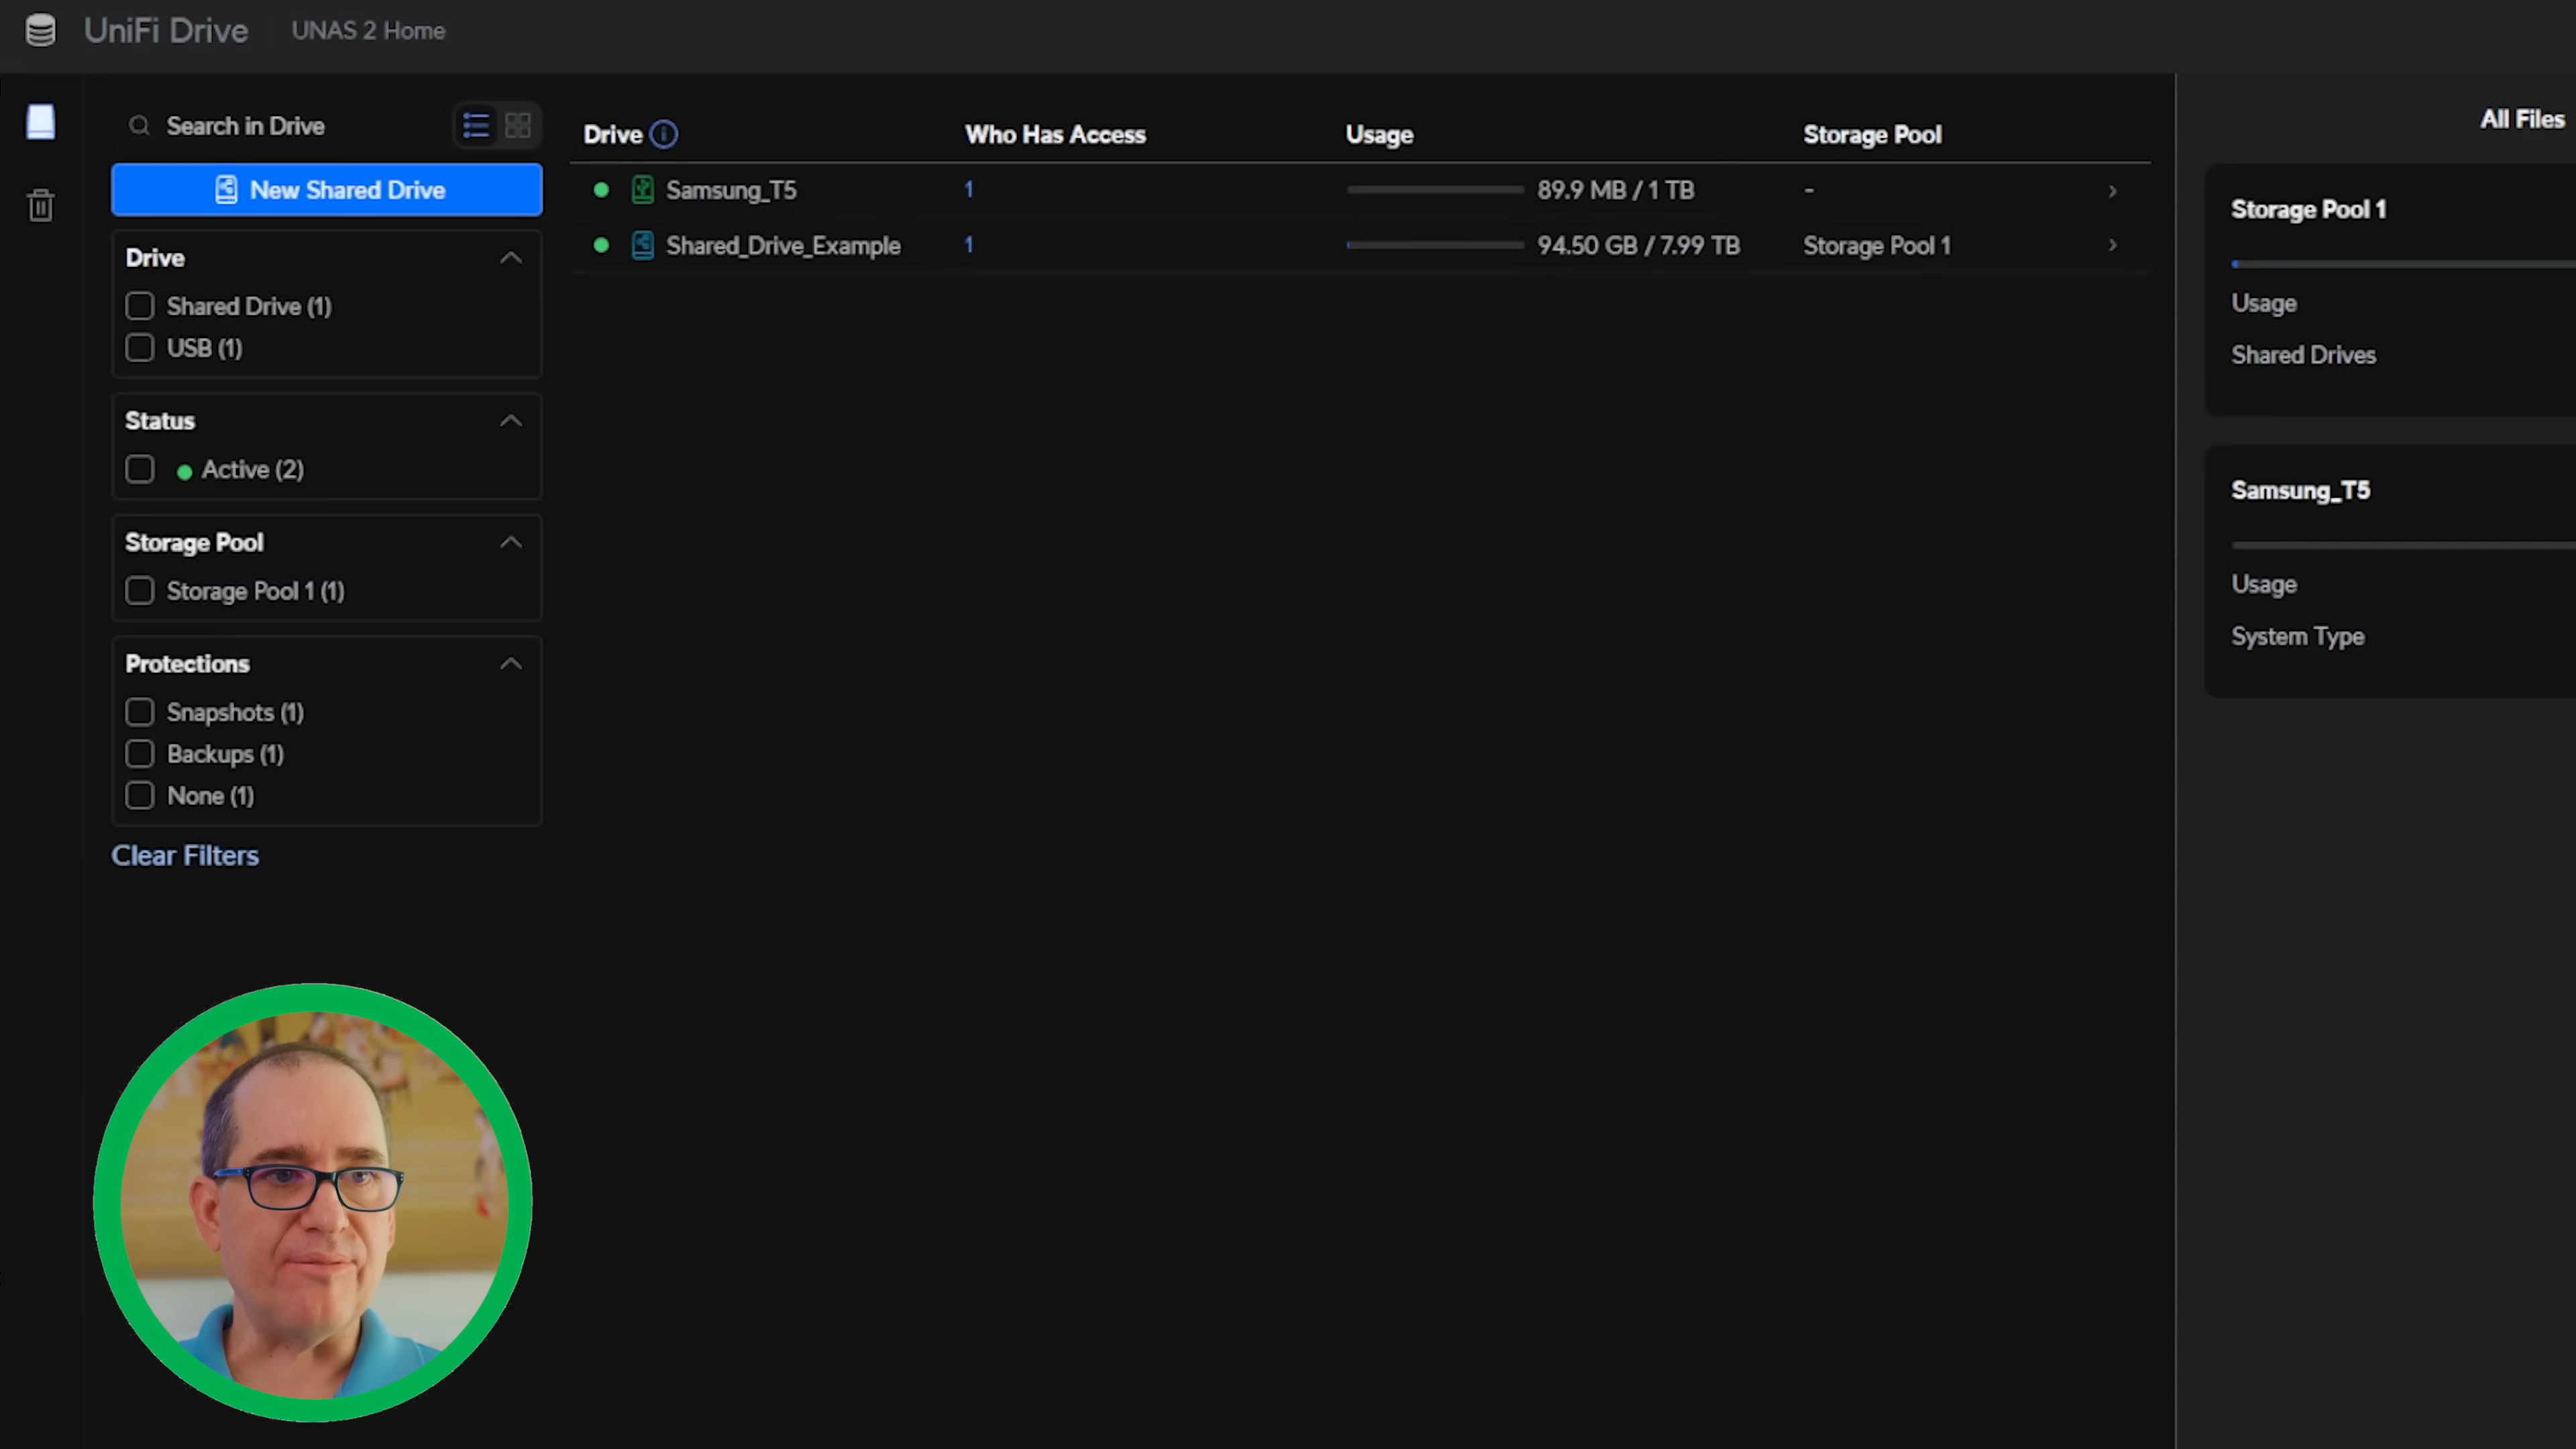 UniFi Drive
UNAS 2 Home
Search in Drive
New Shared Drive
Drive
Shared Drive (1)
USB (1)
Status
Active (2)
Storage Pool
Storage Pool 1 (1)
Protections
Snapshots (1)
Backups (1)
None (1)
Clear Filters
Drive Who Has Access Usage Storage Pool
Samsung_T5 1 89.9 MB / 1 TB -
Shared_Drive_Example 1 94.50 GB / 7.99 TB Storage Pool 1
All Files
Storage Pool 1
Usage
Shared Drives
Samsung_T5
Usage
System Type